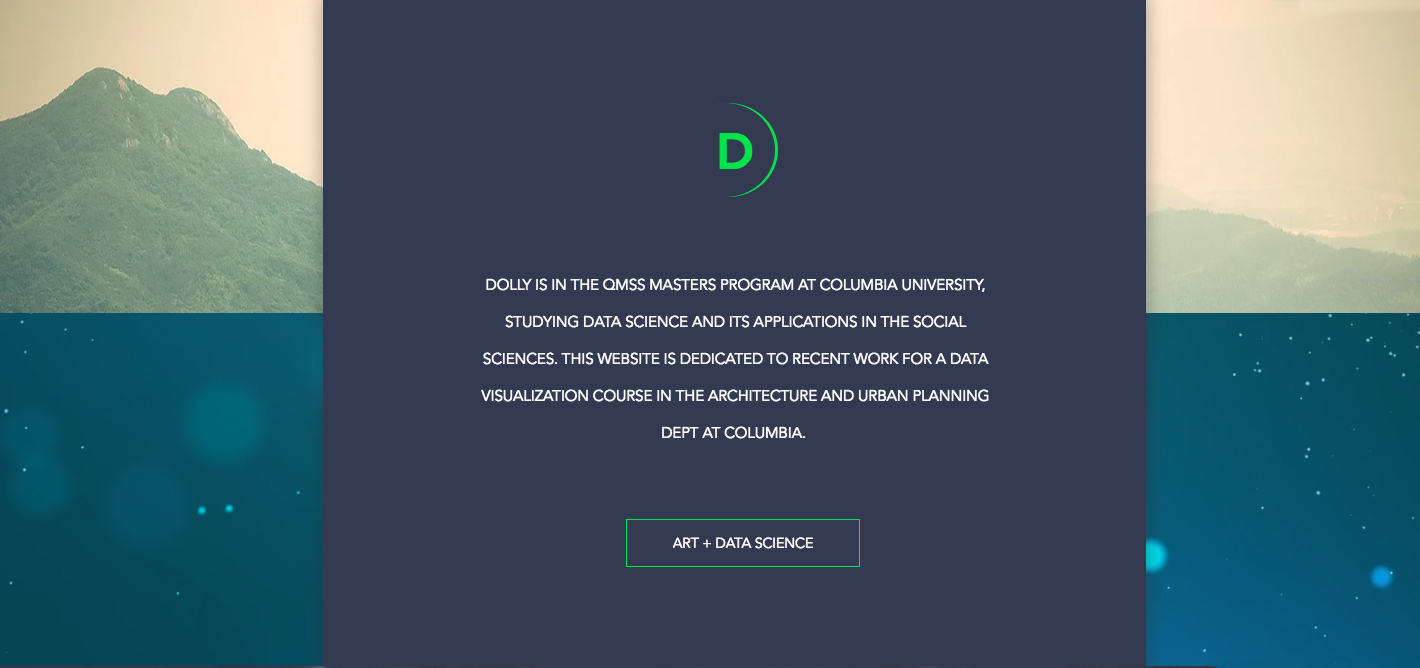 D
DOLLY IS IN THE QMSS MASTERS PROGRAM AT COLUMBIA UNIVERSITY,
STUDYING DATA SCIENCE AND ITS APPLICATIONS IN THE SOCIAL
SCIENCES. THIS WEBSITE IS DEDICATED TO RECENT WORK FOR A DATA
VISUALIZATION COURSE IN THE ARCHITECTURE AND URBAN PLANNING
DEPT AT COLUMBIA.
ART + DATA SCIENCE